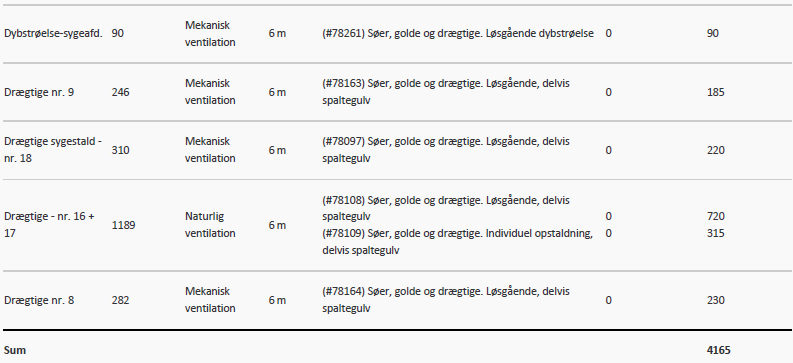 Dybstrøelse-sygeafd. 90 Mekanisk ventilation 6 m (#78261) Søer, golde og drægtige. Løsgående dybstrøelse 0 90
Drægtige nr. 9 246 Mekanisk ventilation 6 m (#78163) Søer, golde og drægtige. Løsgående, delvis spaltegulv 0 185
Drægtige sygestald - nr. 18 310 Mekanisk ventilation 6 m (#78097) Søer, golde og drægtige. Løsgående, delvis spaltegulv 0 220
Drægtige - nr. 16 + 17 1189 Naturlig ventilation 6 m (#78108) Søer, golde og drægtige. Løsgående, delvis spaltegulv 0 720
(#78109) Søer, golde og drægtige. Individuel opstaldning, delvis spaltegulv 0 315
Drægtige nr. 8 282 Mekanisk ventilation 6 m (#78164) Søer, golde og drægtige. Løsgående, delvis spaltegulv 0 230
Sum 4165